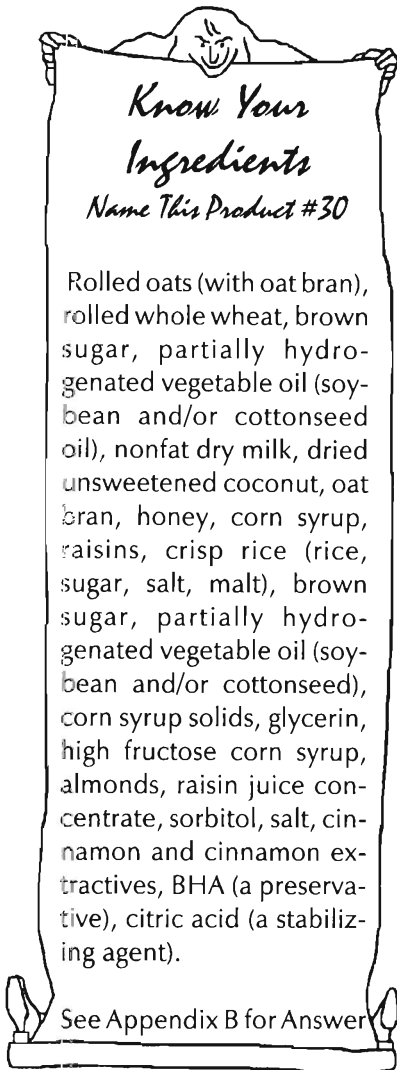 Know Your
Ingredients
Name This Product #30
Rolled oats (with oat bran),
rolled whole wheat, brown
sugar, partially hydro-
genated vegetable oil (soy-
bean and/or cottonseed
oil), nonfat dry milk, dried
unsweetened coconut, oat
bran, honey, corn syrup,
raisins, crisp rice (rice,
sugar, salt, malt), brown
sugar, partially hydro-
genated vegetable oil (soy-
bean and/or cottonseed),
corn syrup solids, glycerin,
high fructose corn syrup,
almonds, raisin juice con-
centrate, sorbitol, salt, cin-
namon and cinnamon ex-
tractives, BHA (a preserva-
tive), citric acid (a stabiliz-
ing agent).
See Appendix B for Answer